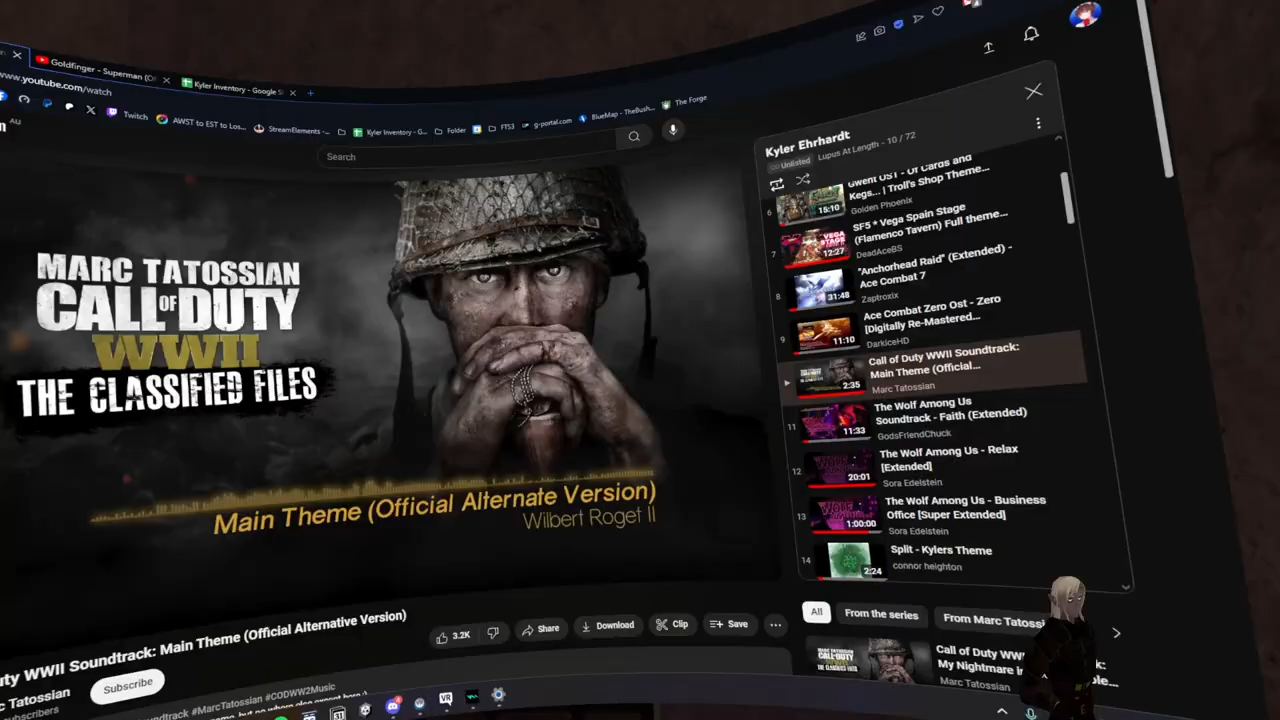 Goldfinger - Superman (O
Kyler Inventory - Google S
www.youtube.com/watch
Twitch
AWST to EST to Los...
StreamElements -...
Kyler Inventory - G...
Folder
FTS3
g-portal.com
BlueMap - TheBush...
The Forge
AU
Search
MARC TATOSSIAN
CALL OF DUTY
WWII
THE CLASSIFIED FILES
Main Theme (Official Alternate Version)
Wilbert Roget II
Kyler Ehrhardt
Unlisted
Lupus At Length - 10 / 72
6
15:10
Gwent OST - Of Cards and
Kegs... | Troll's Shop Theme...
Golden Phoenix
7
12:27
SF5 * Vega Spain Stage
(Flamenco Tavern) Full theme...
DeadAceBS
8
31:48
"Anchorhead Raid" (Extended) -
Ace Combat 7
Zaptroxix
9
11:10
Ace Combat Zero Ost - Zero
[Digitally Re-Mastered...
DarkiceHD
2:35
Call of Duty WWII Soundtrack:
Main Theme (Official...
Marc Tatossian
11
11:33
The Wolf Among Us
Soundtrack - Faith (Extended)
GodsFriendChuck
12
20:01
The Wolf Among Us - Relax
[Extended]
Sora Edelstein
13
1:00:00
The Wolf Among Us - Business
Office [Super Extended]
Sora Edelstein
14
2:24
Split - Kylers Theme
connor heighton
All
From the series
From Marc Tatossi
Call of Duty WW
My Nightmare i
Marc Tatossian
ty WWII Soundtrack: Main Theme (Official Alternative Version)
Tatossian
subscribers
Subscribe
3.2K
Share
Download
Clip
Save
#MarcTatossian #CODWW2Music
VR